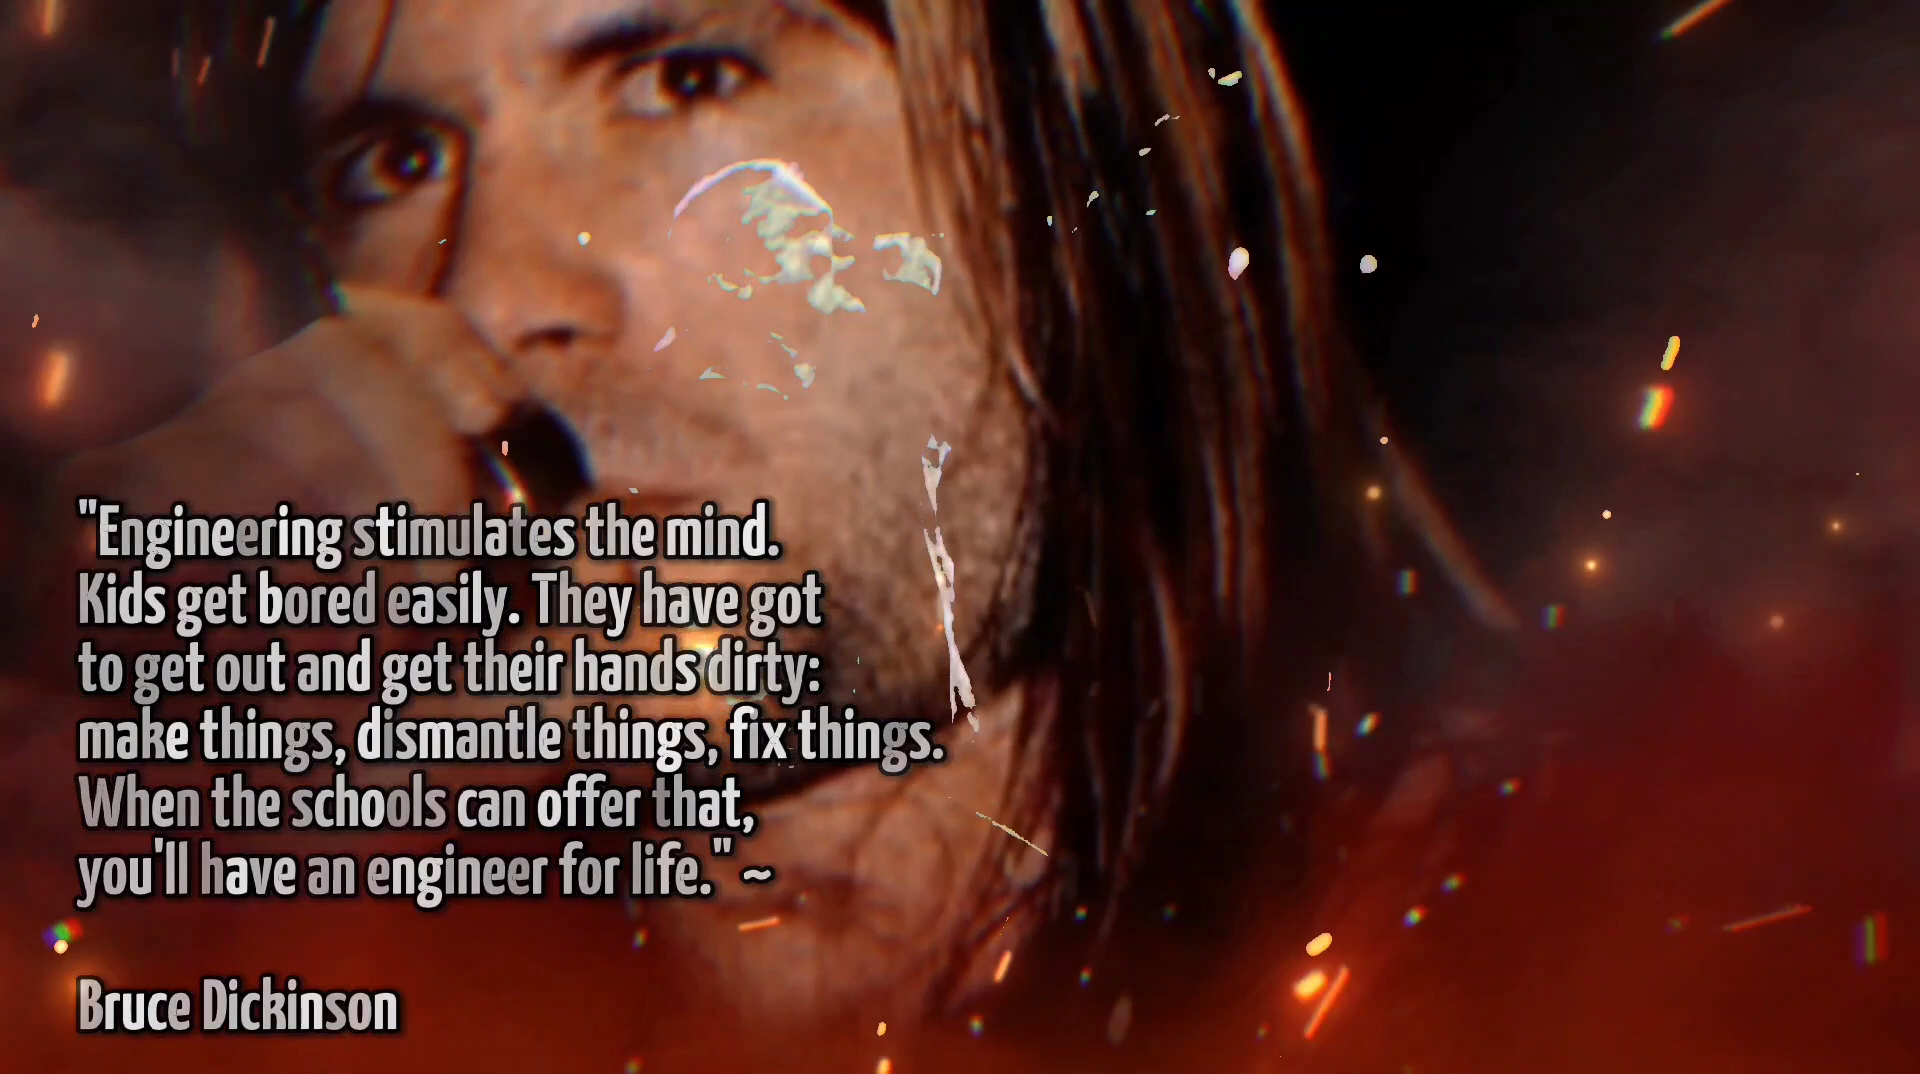 "Engineering stimulates the mind.
Kids get bored easily. They have got
to get out and get their hands dirty:
make things, dismantle things, fix things.
When the schools can offer that,
you'll have an engineer for life." ~
Bruce Dickinson